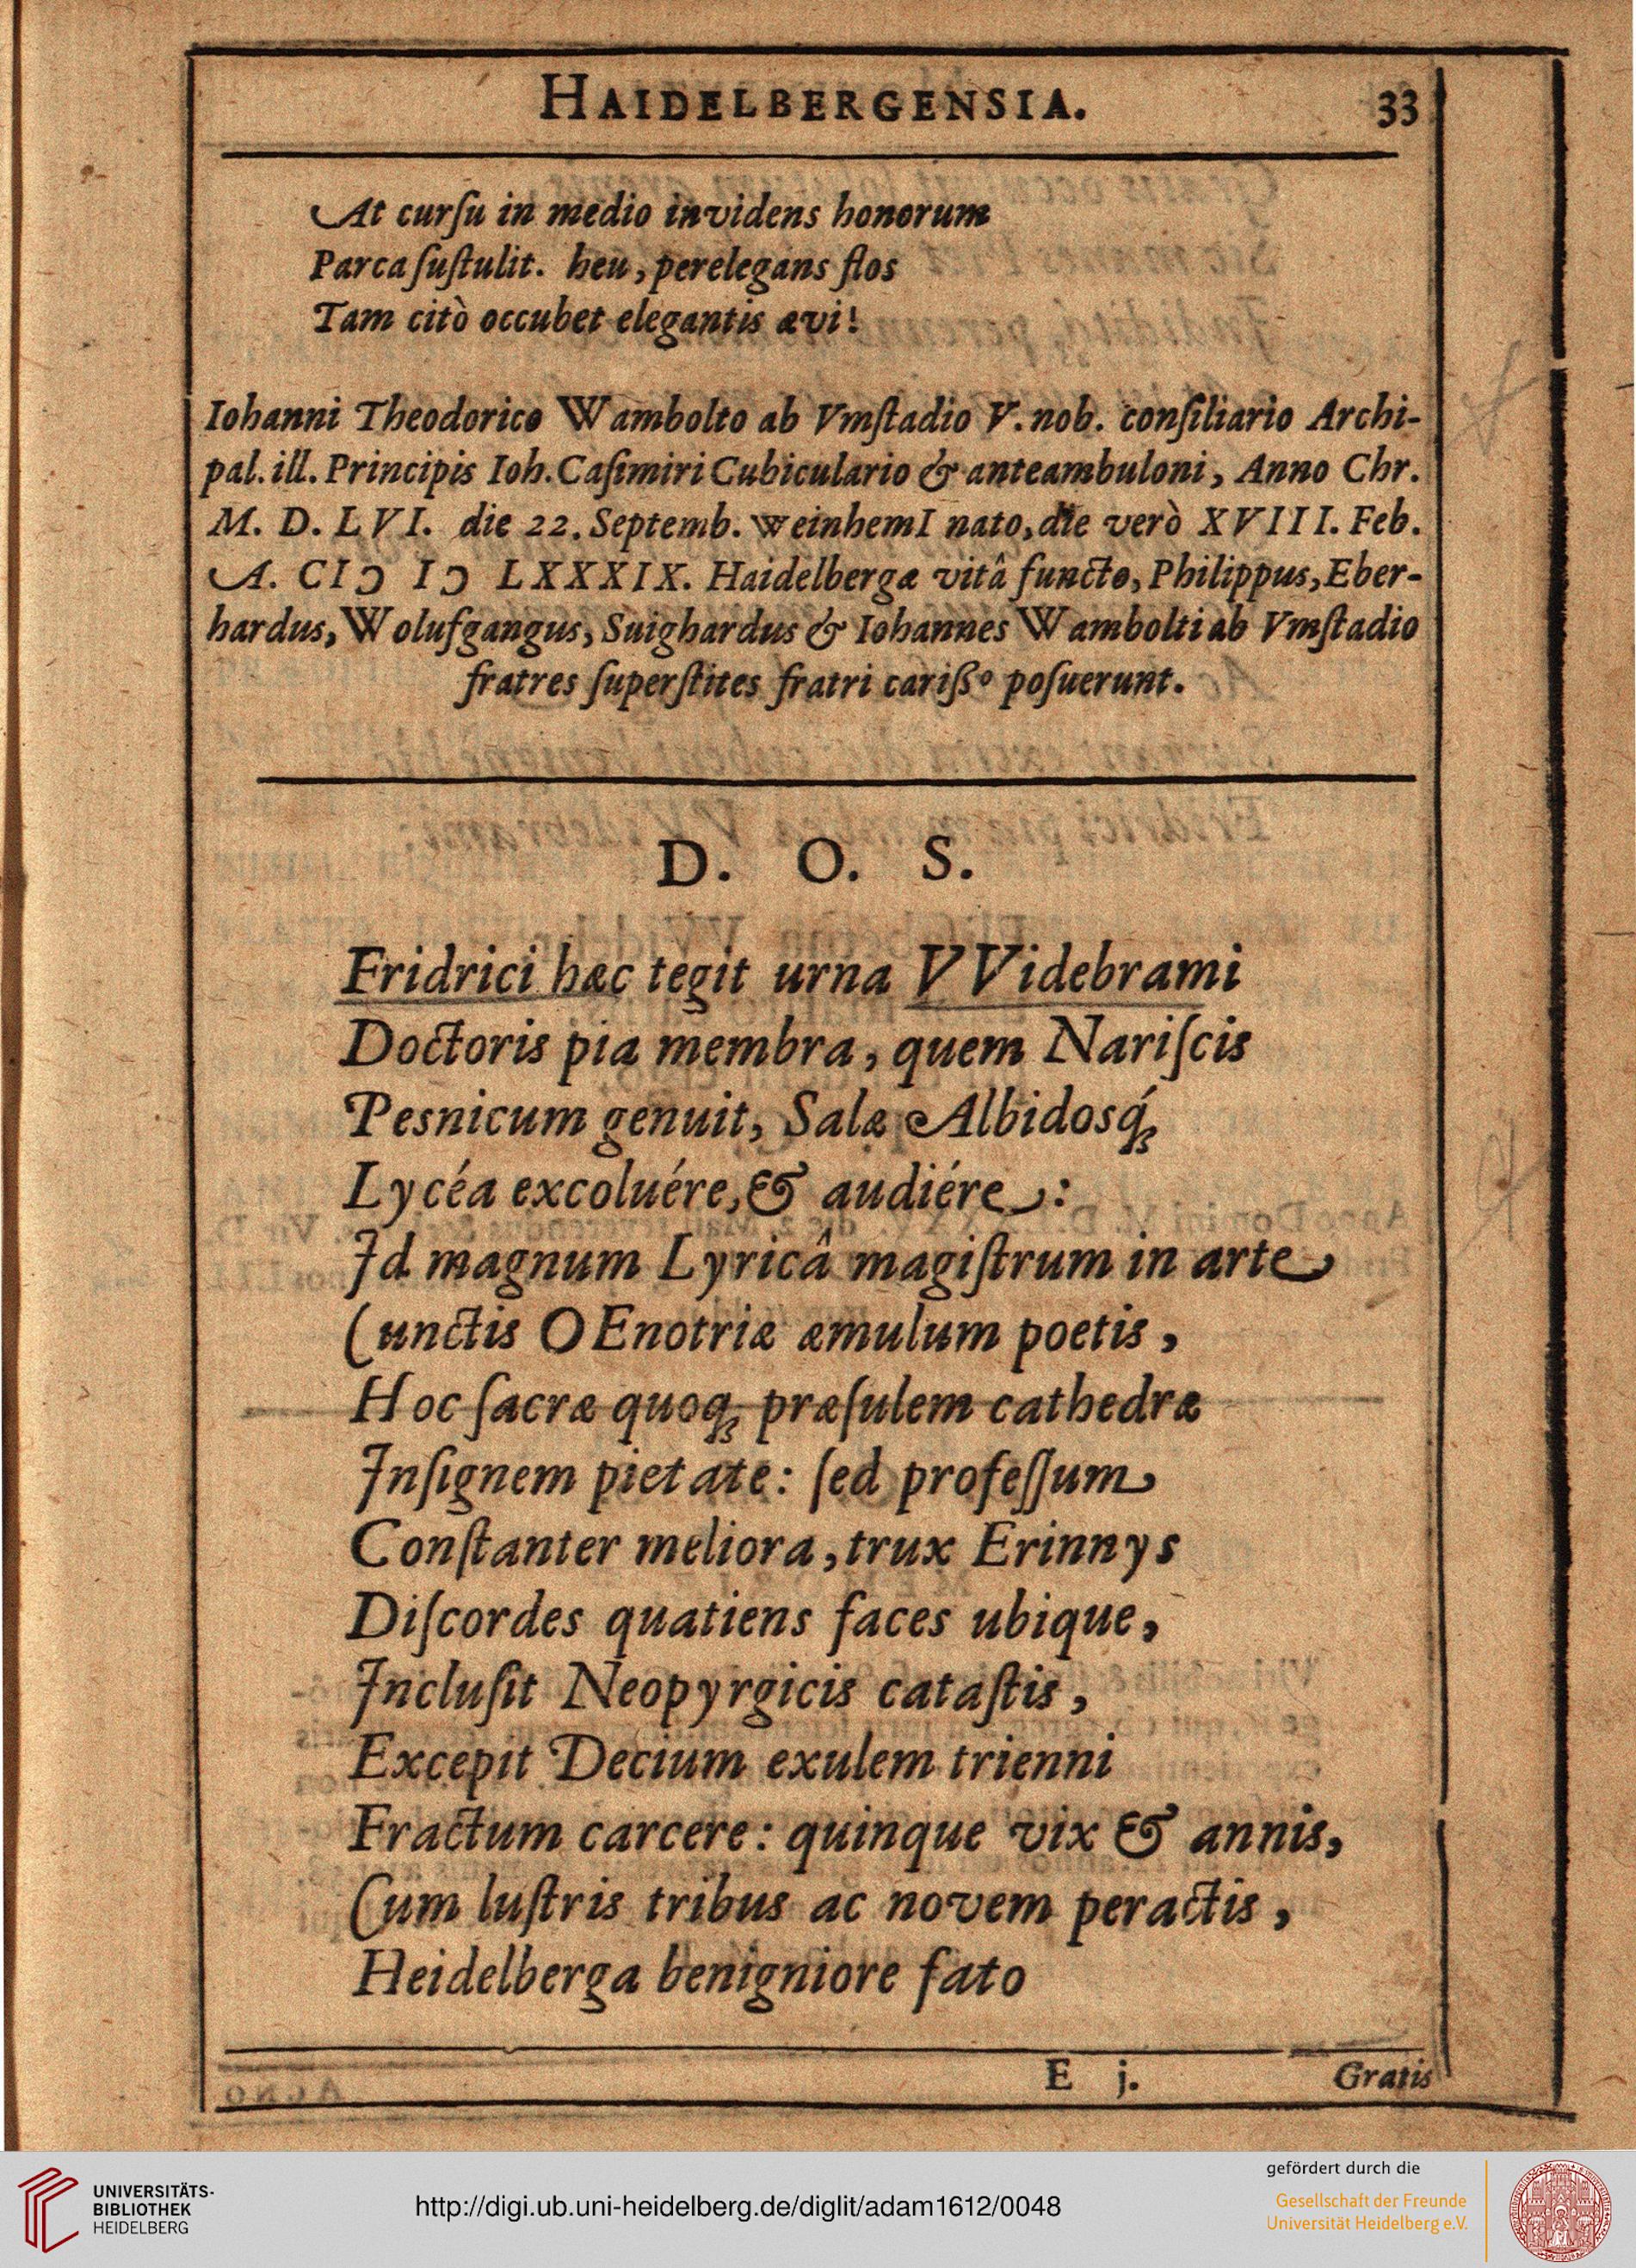 HAIDELBERGENSIA. 33
At curſu in medio invidens honorum
Parca ſuſtulit. heu, perelegans flos
Tam citò occubet elegantis ævi!
Iohanni Theodorico Wambolto ab Vmſtadio V. nob. conſiliario Archi-
pal. ill. Principis Ioh. Caſimiri Cubiculario & anteambuloni, Anno Chr.
M. D. LVI. die 22. Septemb. weinhemI nato, die verò XVIII. Feb.
A. CIↃ IↃ LXXXIX. Haidelbergæ vitâ functo, Philippus, Eber-
hardus, Wolufgangus, Suighardus & Iohannes Wambolti ab Vmſtadio
fratres ſuperſtites fratri carißº poſuerunt.
D. O. S.
Fridrici hæc tegit urna VVidebrami
Doctoris pia membra, quem Nariſcis
Pesnicum genuit, Salæ Albidosq́;
Lycéa excoluére, & audiére:
Id magnum Lyricâ magiſtrum in arte
Cunctis OEnotriæ æmulum poetis,
Hoc ſacræ quoq; præſulem cathedræ
Inſignem pietate: ſed profeſſum
Conſtanter meliora, trux Erinnys
Diſcordes quatiens faces ubique,
Incluſit Neopyrgicis cataſtis,
Excepit Decium exulem trienni
Fractum carcere: quinque vix & annis,
Cum luſtris tribus ac novem peractis,
Heidelberga benigniore fato
E j. Gratis
UNIVERSITÄTS-
BIBLIOTHEK
HEIDELBERG
http://digi.ub.uni-heidelberg.de/diglit/adam1612/0048
gefördert durch die
Gesellschaft der Freunde
Universität Heidelberg e.V.